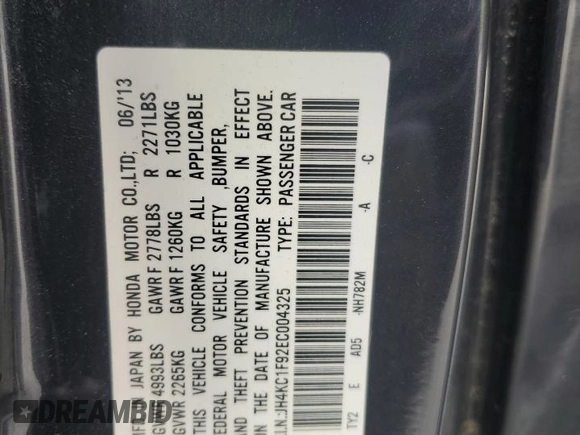 JAPAN BY HONDA MOTOR CO.,LTD; 06/'13
4993LBS GAWR F 2778LBS R 2271LBS
GVWR 2265KG GAWR F 1260KG R 1030KG
THIS VEHICLE CONFORMS TO ALL APPLICABLE
FEDERAL MOTOR VEHICLE SAFETY ,BUMPER,
AND THEFT PREVENTION STANDARDS IN EFFECT
IN THE DATE OF MANUFACTURE SHOWN ABOVE.
JH4KC1F92EC004325 TYPE: PASSENGER CAR
TY2 E AD5 -NH782M -A -C
DREAMBID